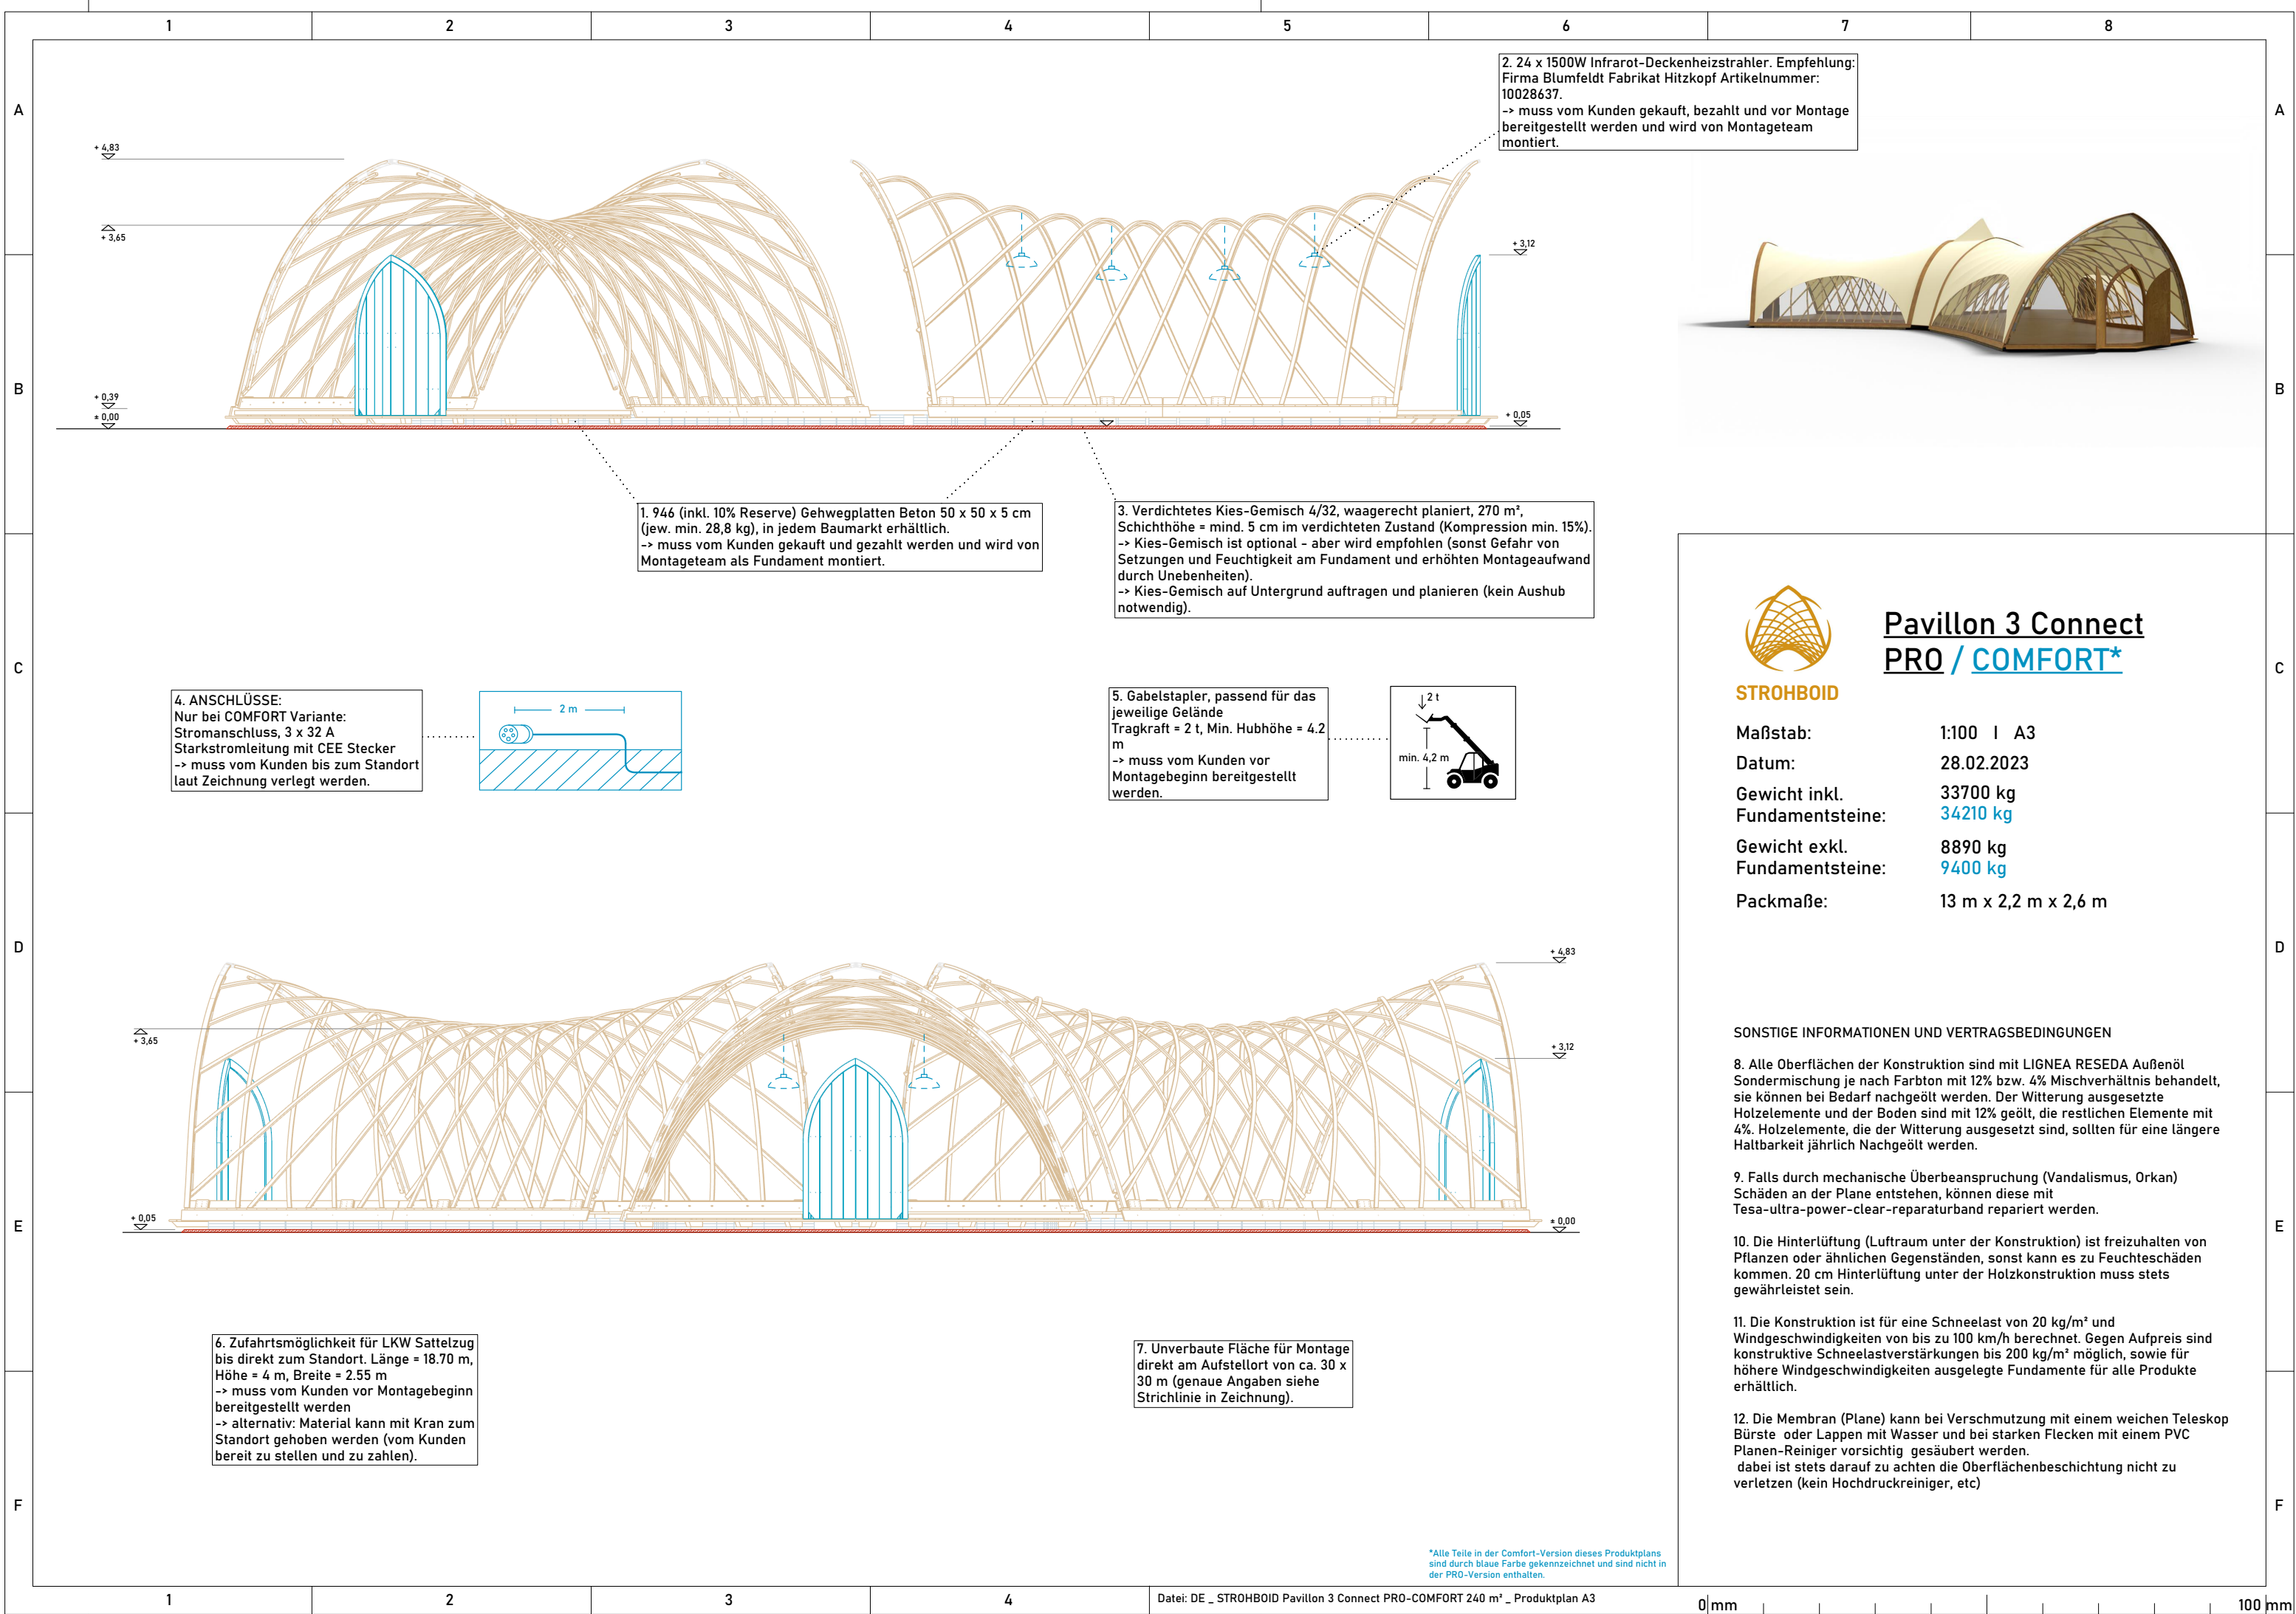 1 2 3 4 5 6 7 8
A A
B B
C C
D D
E E
F F
+ 4,83
+ 3,65
+ 0,39
± 0,00
+ 3,12
+ 0,05
2. 24 x 1500W Infrarot-Deckenheizstrahler. Empfehlung:
Firma Blumfeldt Fabrikat Hitzkopf Artikelnummer:
10028637.
-> muss vom Kunden gekauft, bezahlt und vor Montage
bereitgestellt werden und wird von Montageteam
montiert.
1. 946 (inkl. 10% Reserve) Gehwegplatten Beton 50 x 50 x 5 cm
(jew. min. 28,8 kg), in jedem Baumarkt erhältlich.
-> muss vom Kunden gekauft und gezahlt werden und wird von
Montageteam als Fundament montiert.
3. Verdichtetes Kies-Gemisch 4/32, waagerecht planiert, 270 m²,
Schichthöhe = mind. 5 cm im verdichteten Zustand (Kompression min. 15%).
-> Kies-Gemisch ist optional - aber wird empfohlen (sonst Gefahr von
Setzungen und Feuchtigkeit am Fundament und erhöhten Montageaufwand
durch Unebenheiten).
-> Kies-Gemisch auf Untergrund auftragen und planieren (kein Aushub
notwendig).
4. ANSCHLÜSSE:
Nur bei COMFORT Variante:
Stromanschluss, 3 x 32 A
Starkstromleitung mit CEE Stecker
-> muss vom Kunden bis zum Standort
laut Zeichnung verlegt werden.
2 m
5. Gabelstapler, passend für das
jeweilige Gelände
Tragkraft = 2 t, Min. Hubhöhe = 4.2
m
-> muss vom Kunden vor
Montagebeginn bereitgestellt
werden.
2 t
min. 4,2 m
STROHBOID
Pavillon 3 Connect
PRO / COMFORT*
Maßstab: 1:100 I A3
Datum: 28.02.2023
Gewicht inkl. 33700 kg
Fundamentsteine: 34210 kg
Gewicht exkl. 8890 kg
Fundamentsteine: 9400 kg
Packmaße: 13 m x 2,2 m x 2,6 m
+ 4,83
+ 3,65
+ 3,12
+ 0,05
± 0,00
6. Zufahrtsmöglichkeit für LKW Sattelzug
bis direkt zum Standort. Länge = 18.70 m,
Höhe = 4 m, Breite = 2.55 m
-> muss vom Kunden vor Montagebeginn
bereitgestellt werden
-> alternativ: Material kann mit Kran zum
Standort gehoben werden (vom Kunden
bereit zu stellen und zu zahlen).
7. Unverbaute Fläche für Montage
direkt am Aufstellort von ca. 30 x
30 m (genaue Angaben siehe
Strichlinie in Zeichnung).
SONSTIGE INFORMATIONEN UND VERTRAGSBEDINGUNGEN
8. Alle Oberflächen der Konstruktion sind mit LIGNEA RESEDA Außenöl
Sondermischung je nach Farbton mit 12% bzw. 4% Mischverhältnis behandelt,
sie können bei Bedarf nachgeölt werden. Der Witterung ausgesetzte
Holzelemente und der Boden sind mit 12% geölt, die restlichen Elemente mit
4%. Holzelemente, die der Witterung ausgesetzt sind, sollten für eine längere
Haltbarkeit jährlich Nachgeölt werden.
9. Falls durch mechanische Überbeanspruchung (Vandalismus, Orkan)
Schäden an der Plane entstehen, können diese mit
Tesa-ultra-power-clear-reparaturband repariert werden.
10. Die Hinterlüftung (Luftraum unter der Konstruktion) ist freizuhalten von
Pflanzen oder ähnlichen Gegenständen, sonst kann es zu Feuchteschäden
kommen. 20 cm Hinterlüftung unter der Holzkonstruktion muss stets
gewährleistet sein.
11. Die Konstruktion ist für eine Schneelast von 20 kg/m² und
Windgeschwindigkeiten von bis zu 100 km/h berechnet. Gegen Aufpreis sind
konstruktive Schneelastverstärkungen bis 200 kg/m² möglich, sowie für
höhere Windgeschwindigkeiten ausgelegte Fundamente für alle Produkte
erhältlich.
12. Die Membran (Plane) kann bei Verschmutzung mit einem weichen Teleskop
Bürste oder Lappen mit Wasser und bei starken Flecken mit einem PVC
Planen-Reiniger vorsichtig gesäubert werden.
dabei ist stets darauf zu achten die Oberflächenbeschichtung nicht zu
verletzen (kein Hochdruckreiniger, etc)
*Alle Teile in der Comfort-Version dieses Produktplans
sind durch blaue Farbe gekennzeichnet und sind nicht in
der PRO-Version enthalten.
1 2 3 4
Datei: DE _ STROHBOID Pavillon 3 Connect PRO-COMFORT 240 m² _ Produktplan A3
0 mm 100 mm